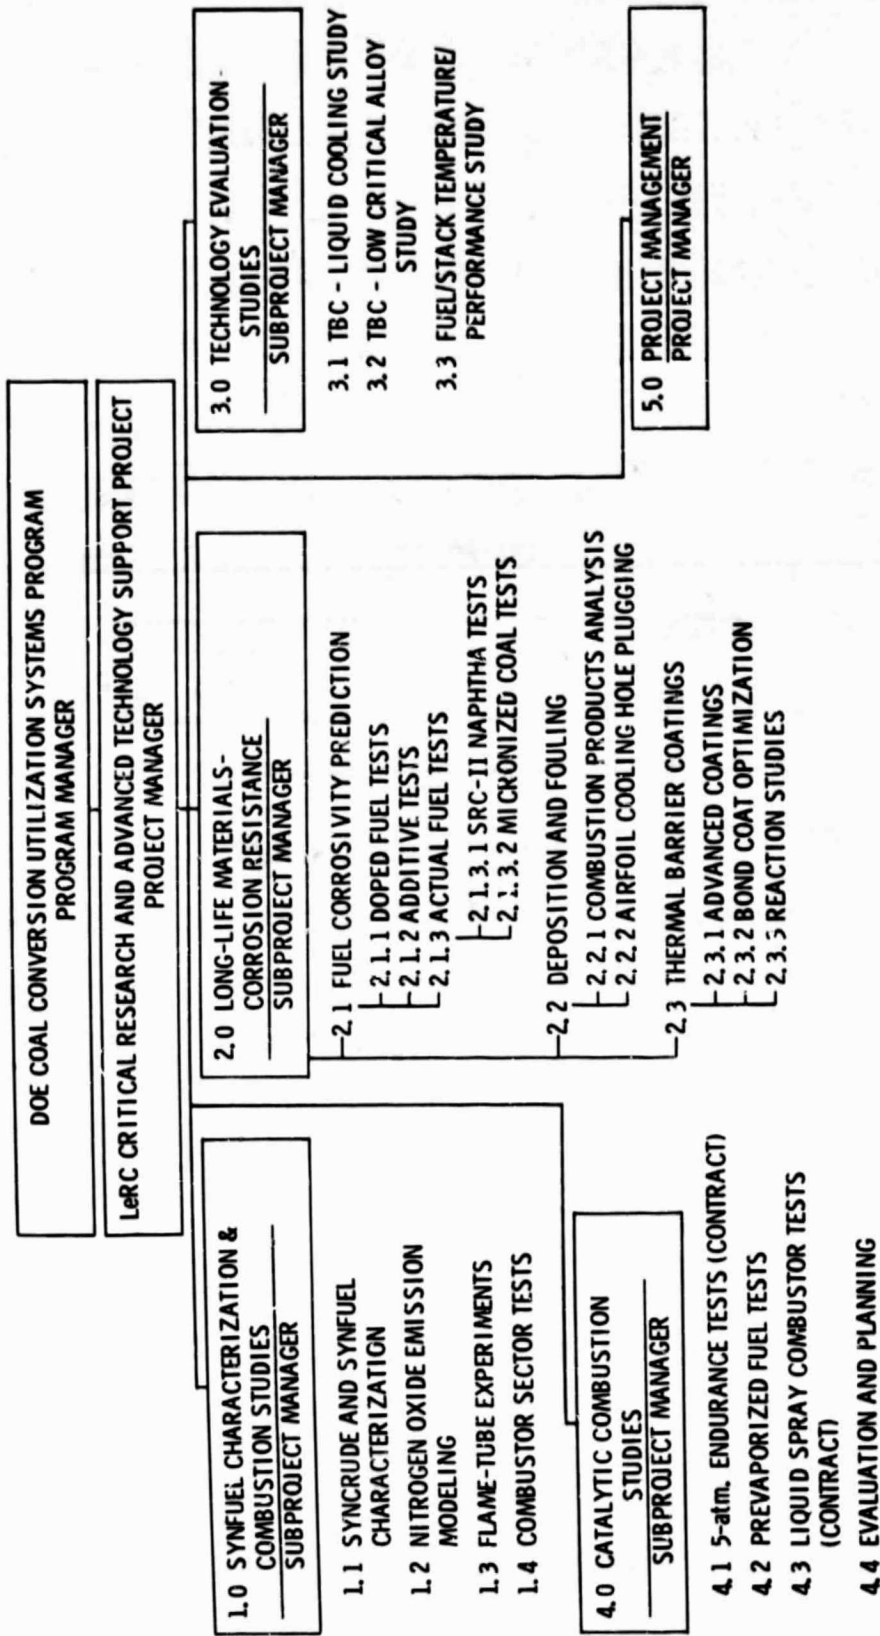 DOE COAL CONVERSION UTILIZATION SYSTEMS PROGRAM
PROGRAM MANAGER
LeRC CRITICAL RESEARCH AND ADVANCED TECHNOLOGY SUPPORT PROJECT
PROJECT MANAGER
1.0 SYNFUEL CHARACTERIZATION &
COMBUSTION STUDIES
SUBPROJECT MANAGER
1.1 SYNCRUDE AND SYNFUEL
CHARACTERIZATION
1.2 NITROGEN OXIDE EMISSION
MODELING
1.3 FLAME-TUBE EXPERIMENTS
1.4 COMBUSTOR SECTOR TESTS
2.0 LONG-LIFE MATERIALS-
CORROSION RESISTANCE
SUBPROJECT MANAGER
2.1 FUEL CORROSIVITY PREDICTION
2.1.1 DOPED FUEL TESTS
2.1.2 ADDITIVE TESTS
2.1.3 ACTUAL FUEL TESTS
2.1.3.1 SRC-II NAPHTHA TESTS
2.1.3.2 MICRONIZED COAL TESTS
2.2 DEPOSITION AND FOULING
2.2.1 COMBUSTION PRODUCTS ANALYSIS
2.2.2 AIRFOIL COOLING HOLE PLUGGING
2.3 THERMAL BARRIER COATINGS
2.3.1 ADVANCED COATINGS
2.3.2 BOND COAT OPTIMIZATION
2.3.3 REACTION STUDIES
3.0 TECHNOLOGY EVALUATION
STUDIES
SUBPROJECT MANAGER
3.1 TBC - LIQUID COOLING STUDY
3.2 TBC - LOW CRITICAL ALLOY
STUDY
3.3 FUEL/STACK TEMPERATURE/
PERFORMANCE STUDY
4.0 CATALYTIC COMBUSTION
STUDIES
SUBPROJECT MANAGER
4.1 5-atm. ENDURANCE TESTS (CONTRACT)
4.2 PREVAPORIZED FUEL TESTS
4.3 LIQUID SPRAY COMBUSTOR TESTS
(CONTRACT)
4.4 EVALUATION AND PLANNING
5.0 PROJECT MANAGEMENT
PROJECT MANAGER